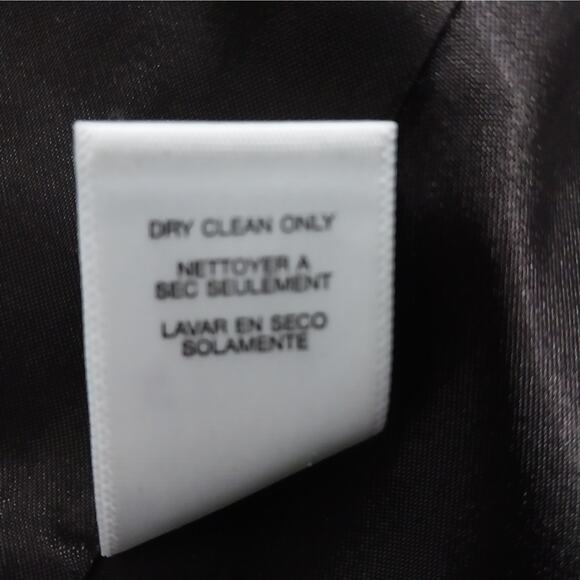 DRY CLEAN ONLY
NETTOYER A
SEC SEULEMENT
LAVAR EN SECO
SOLAMENTE